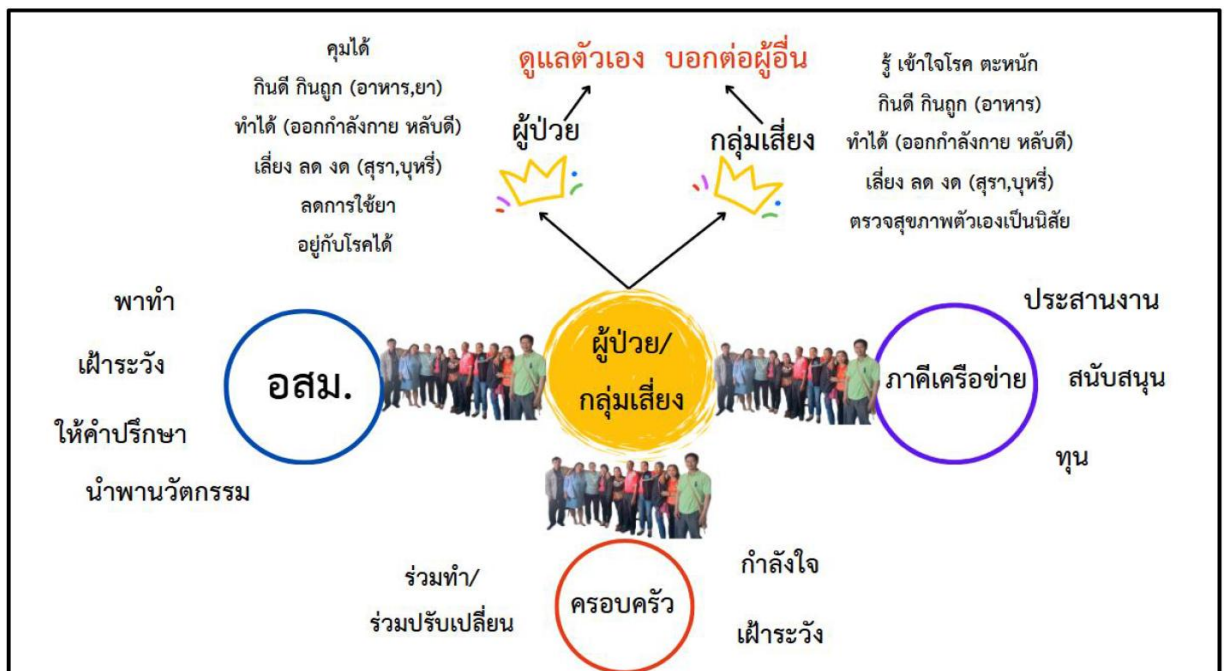 คุมได้
กินดี กินถูก (อาหาร,ยา)
ทำได้ (ออกกำลังกาย หลับดี)
เลี่ยง ลด งด (สุรา,บุหรี่)
ลดการใช้ยา
อยู่กับโรคได้
ดูแลตัวเอง บอกต่อผู้อื่น
ผู้ป่วย
กลุ่มเสี่ยง
รู้ เข้าใจโรค ตะหนัก
กินดี กินถูก (อาหาร)
ทำได้ (ออกกำลังกาย หลับดี)
เลี่ยง ลด งด (สุรา,บุหรี่)
ตรวจสุขภาพตัวเองเป็นนิสัย
พาทำ
เฝ้าระวัง
ให้คำปรึกษา
นำพานวัตกรรม
อสม.
ผู้ป่วย/
กลุ่มเสี่ยง
ภาคีเครือข่าย
ประสานงาน
สนับสนุน
ทุน
ร่วมทำ/
ร่วมปรับเปลี่ยน
ครอบครัว
กำลังใจ
เฝ้าระวัง